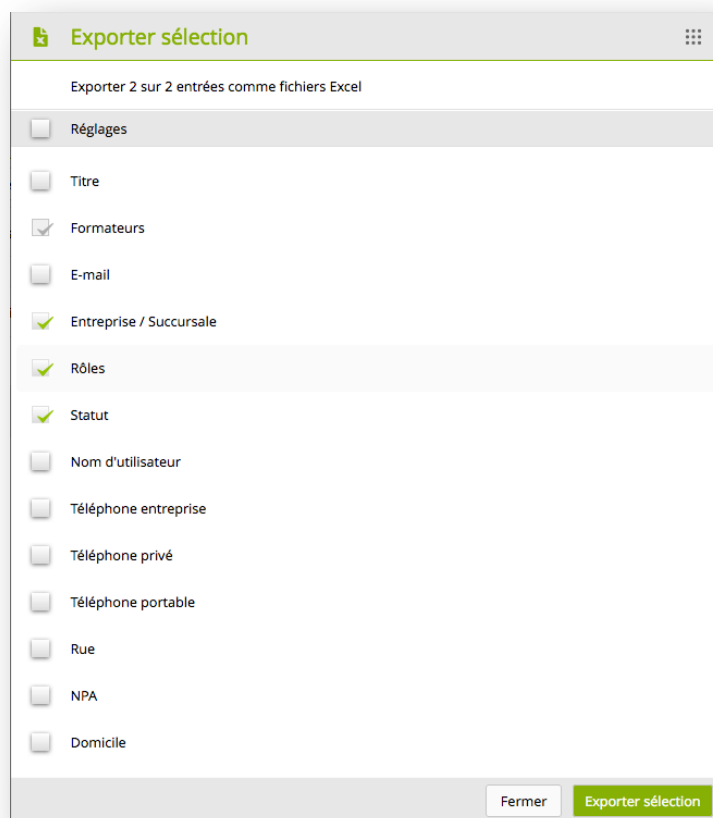 Exporter sélection
Exporter 2 sur 2 entrées comme fichiers Excel
Réglages
Titre
Formateurs
E-mail
Entreprise / Succursale
Rôles
Statut
Nom d'utilisateur
Téléphone entreprise
Téléphone privé
Téléphone portable
Rue
NPA
Domicile
Fermer Exporter sélection